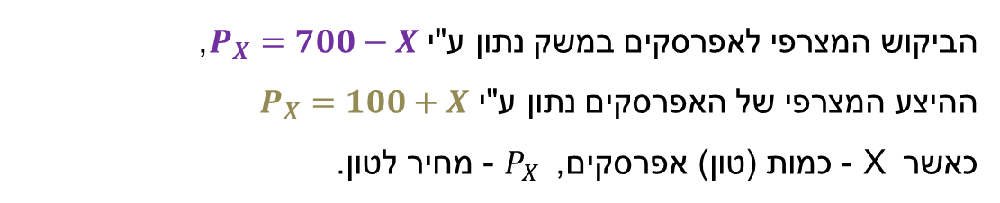 הביקוש המצרפי לאפרסקים במשק נתון ע"י P_X = 700 − X,
ההיצע המצרפי של האפרסקים נתון ע"י P_X = 100 + X
כאשר X - כמות (טון) אפרסקים, P_X - מחיר לטון.